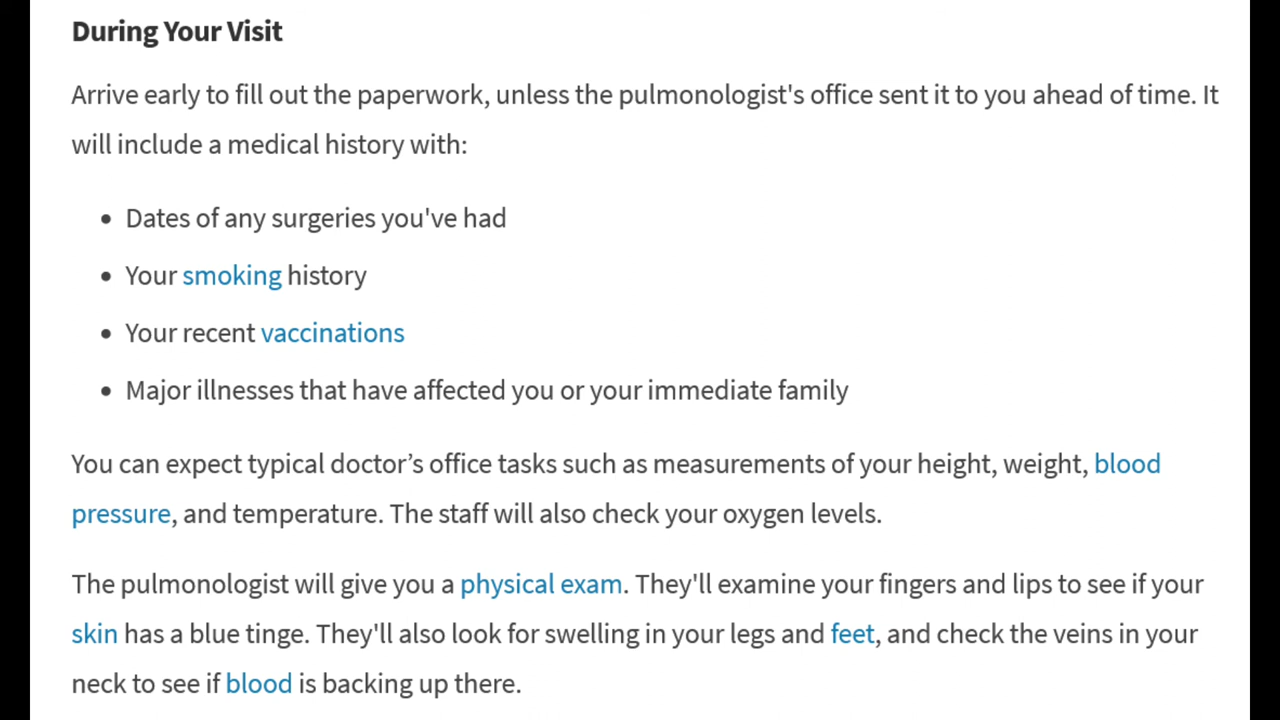 During Your Visit
Arrive early to fill out the paperwork, unless the pulmonologist's office sent it to you ahead of time. It
will include a medical history with:
• Dates of any surgeries you've had
• Your smoking history
• Your recent vaccinations
• Major illnesses that have affected you or your immediate family
You can expect typical doctor’s office tasks such as measurements of your height, weight, blood
pressure, and temperature. The staff will also check your oxygen levels.
The pulmonologist will give you a physical exam. They'll examine your fingers and lips to see if your
skin has a blue tinge. They'll also look for swelling in your legs and feet, and check the veins in your
neck to see if blood is backing up there.